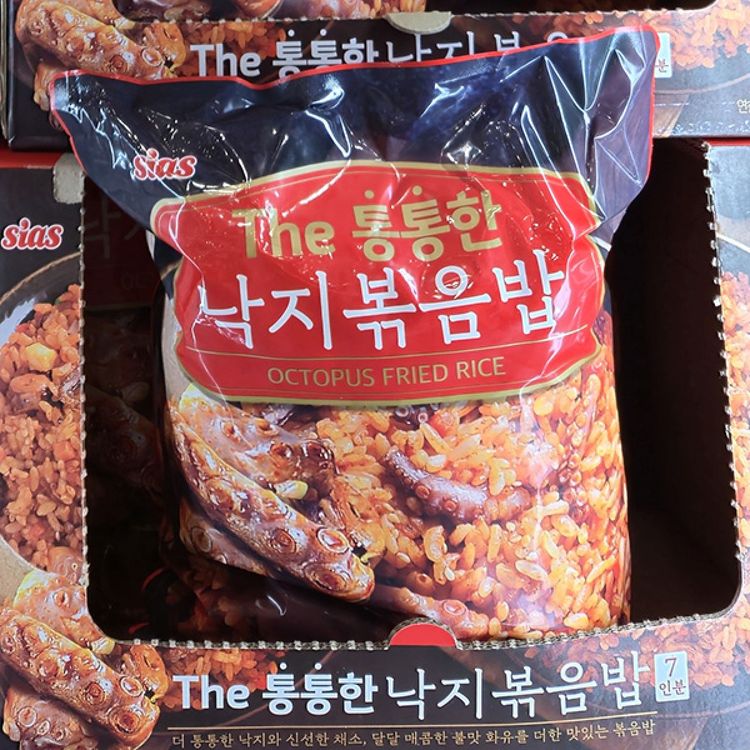 The 통통한 낙지볶음
인분
sias
The 통통한
낙지볶음밥
OCTOPUS FRIED RICE
sias
The 통통한 낙지볶음밥 7인분
더 통통한 낙지와 신선한 채소, 달달 매콤한 불맛 화유를 더한 맛있는 볶음밥